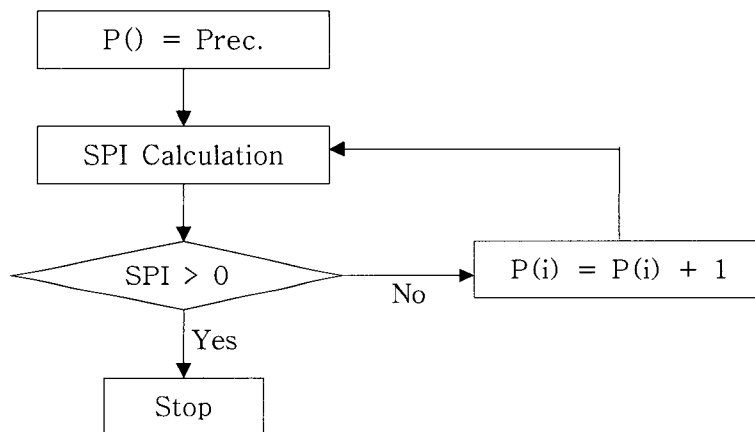 P() = Prec.
SPI Calculation
SPI > 0
No
P(i) = P(i) + 1
Yes
Stop